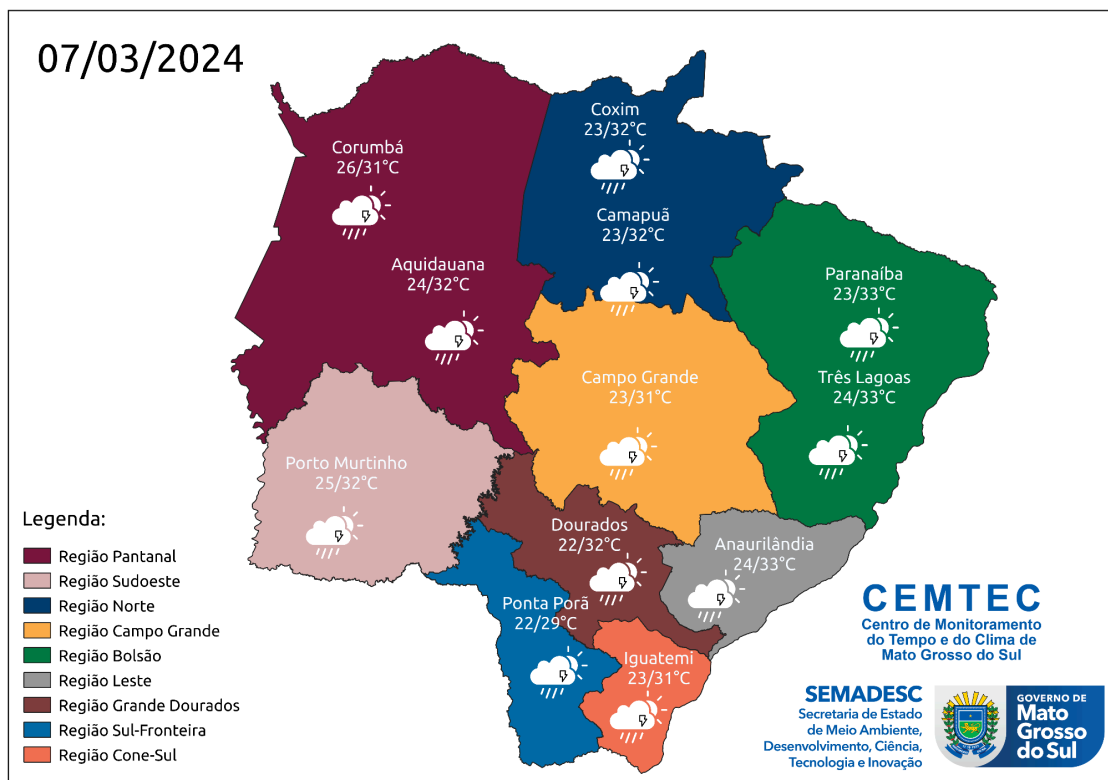 07/03/2024
Coxim
23/32°C
Corumbá
26/31°C
Camapuã
23/32°C
Aquidauana
24/32°C
Paranaíba
23/33°C
Campo Grande
23/31°C
Três Lagoas
24/33°C
Porto Murtinho
25/32°C
Dourados
22/32°C
Anaurilândia
24/33°C
Ponta Porã
22/29°C
Iguatemi
23/31°C
Legenda:
Região Pantanal
Região Sudoeste
Região Norte
Região Campo Grande
Região Bolsão
Região Leste
Região Grande Dourados
Região Sul-Fronteira
Região Cone-Sul
CEMTEC
Centro de Monitoramento
do Tempo e do Clima de
Mato Grosso do Sul
SEMADESC
Secretaria de Estado
de Meio Ambiente,
Desenvolvimento, Ciência,
Tecnologia e Inovação
GOVERNO DE
Mato
Grosso
do Sul